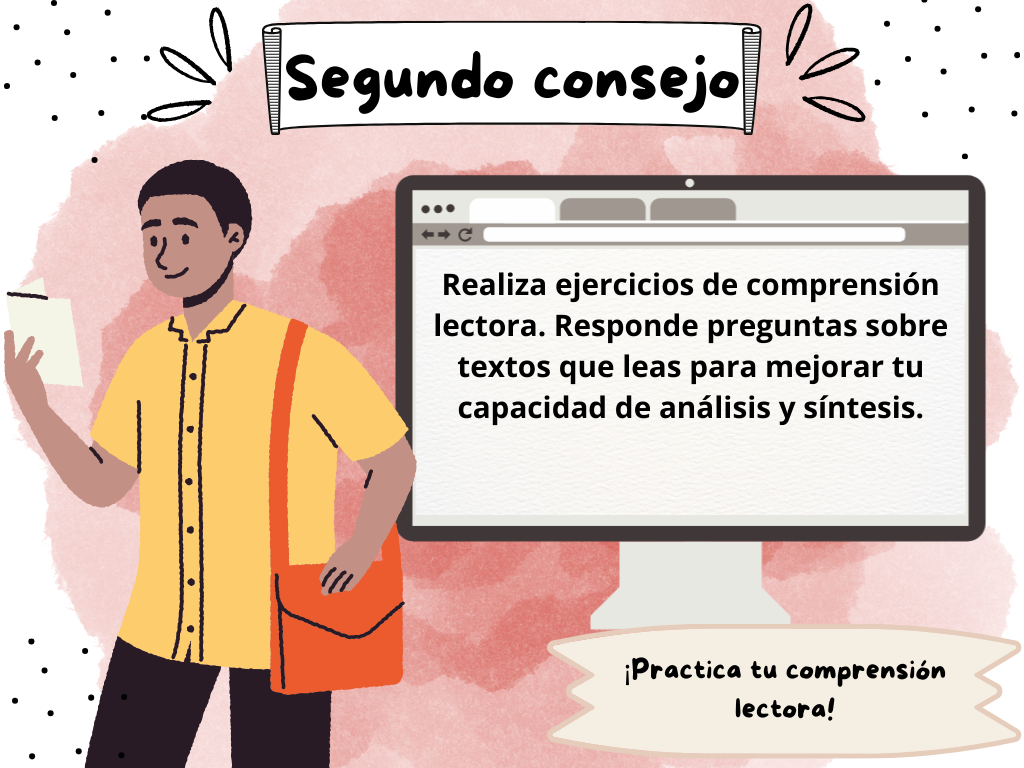 Segundo consejo
Realiza ejercicios de comprensión
lectora. Responde preguntas sobre
textos que leas para mejorar tu
capacidad de análisis y síntesis.
¡Practica tu comprensión
lectora!